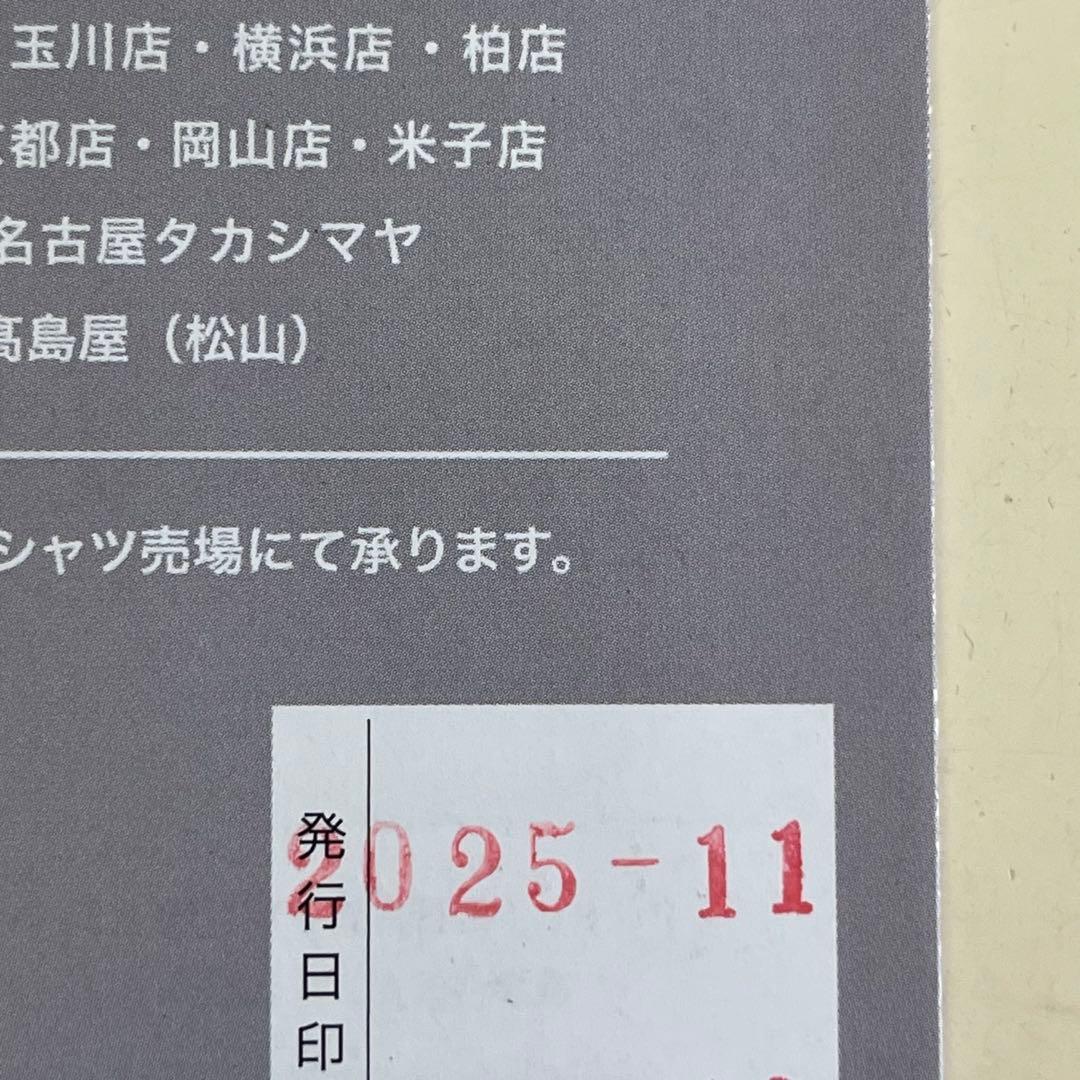 玉川店・横浜店・柏店
都店・岡山店・米子店
名古屋タカシマヤ
髙島屋（松山）
シャツ売場にて承ります。
発行日印
2025-11